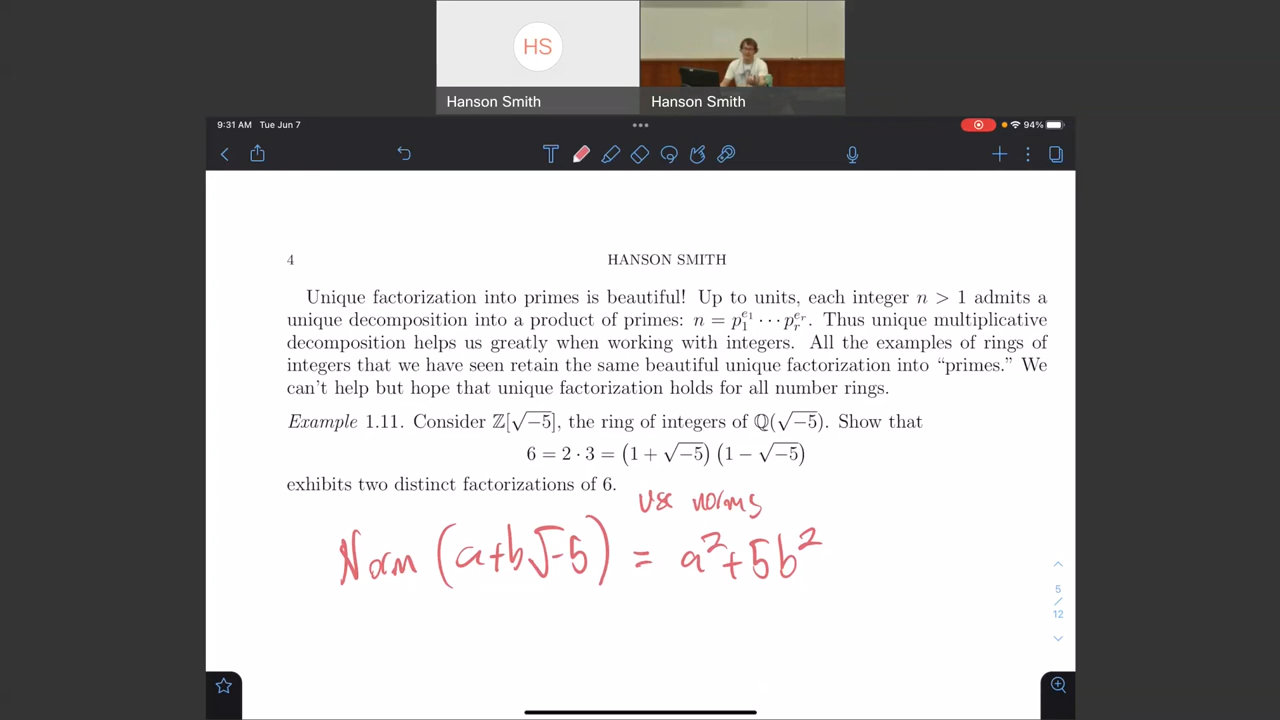 HS
Hanson Smith
Hanson Smith
9:31 AM Tue Jun 7
94%
T
4
HANSON SMITH
Unique factorization into primes is beautiful! Up to units, each integer n > 1 admits a
unique decomposition into a product of primes: n = p_1^{e_1} ⋯ p_r^{e_r}. Thus unique multiplicative
decomposition helps us greatly when working with integers. All the examples of rings of
integers that we have seen retain the same beautiful unique factorization into “primes.” We
can’t help but hope that unique factorization holds for all number rings.
Example 1.11. Consider ℤ[√−5], the ring of integers of ℚ(√−5). Show that
6 = 2 · 3 = (1 + √−5) (1 − √−5)
exhibits two distinct factorizations of 6.
use norms
Norm (a+b√-5) = a²+5b²
5
/
12